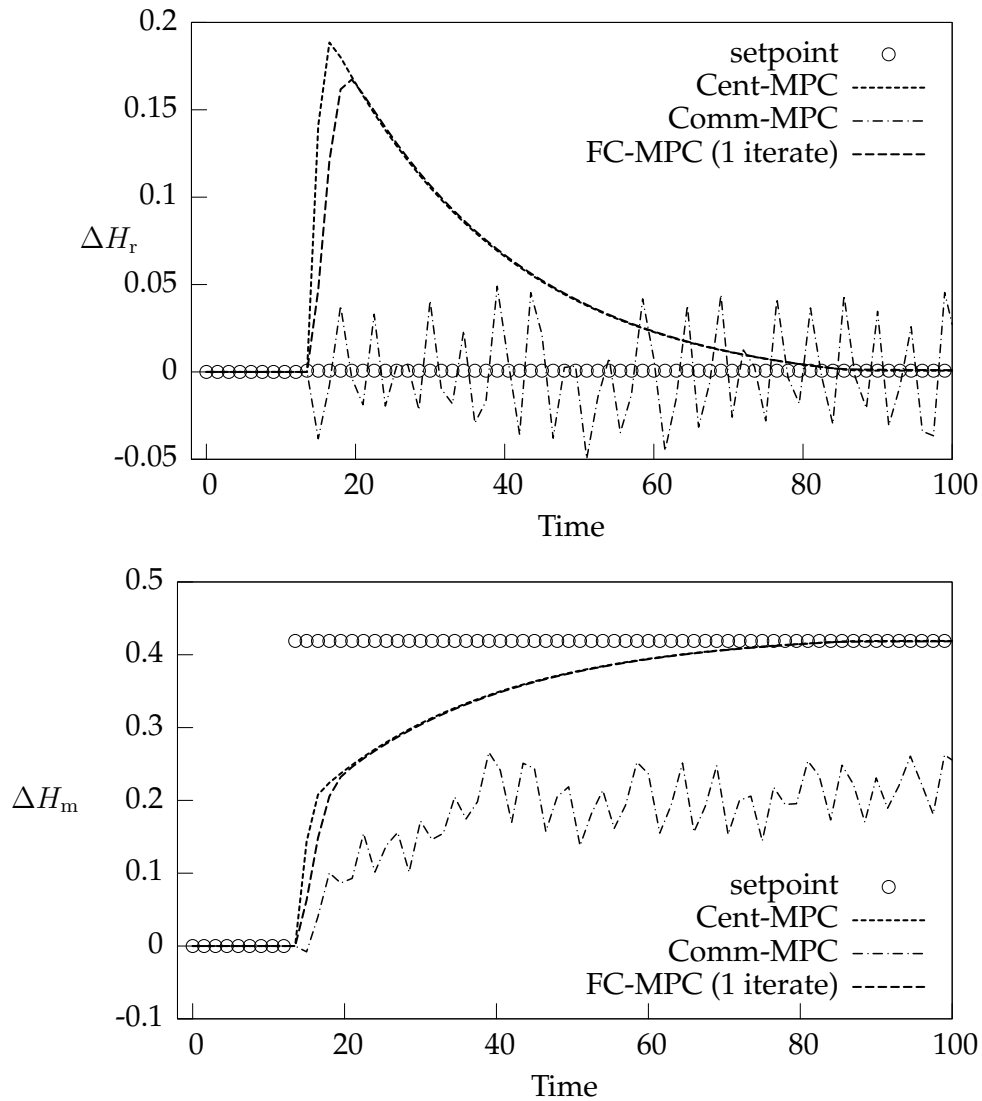 0.2
0.15
0.1
0.05
0
-0.05
ΔHr
0 20 40 60 80 100
Time
setpoint
Cent-MPC
Comm-MPC
FC-MPC (1 iterate)
0.5
0.4
0.3
0.2
0.1
0
-0.1
ΔHm
0 20 40 60 80 100
Time
setpoint
Cent-MPC
Comm-MPC
FC-MPC (1 iterate)